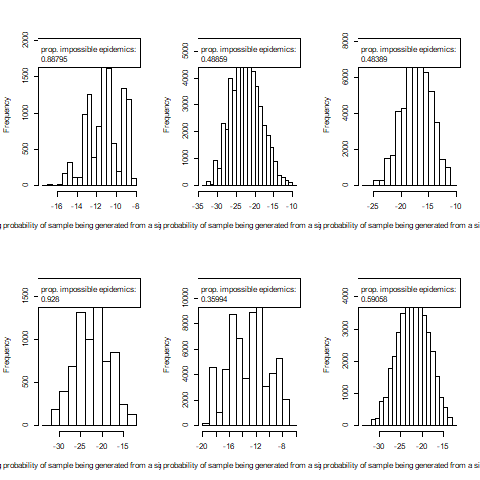 prop. impossible epidemics:
0.88795
Frequency
0 500 1000 1500 2000
-16 -14 -12 -10 -8
prop. impossible epidemics:
0.48859
Frequency
0 1000 2000 3000 4000 5000
-35 -30 -25 -20 -15 -10
prop. impossible epidemics:
0.48389
Frequency
0 2000 4000 6000 8000
-25 -20 -15 -10
probability of sample being generated from a
probability of sample being generated from a
probability of sample being generated from a
prop. impossible epidemics:
0.928
Frequency
0 500 1000 1500
-30 -25 -20 -15
prop. impossible epidemics:
0.35994
Frequency
0 2000 4000 6000 8000 10000
-20 -16 -12 -8
prop. impossible epidemics:
0.59058
Frequency
0 1000 2000 3000 4000
-30 -25 -20 -15
probability of sample being generated from a
probability of sample being generated from a
probability of sample being generated from a